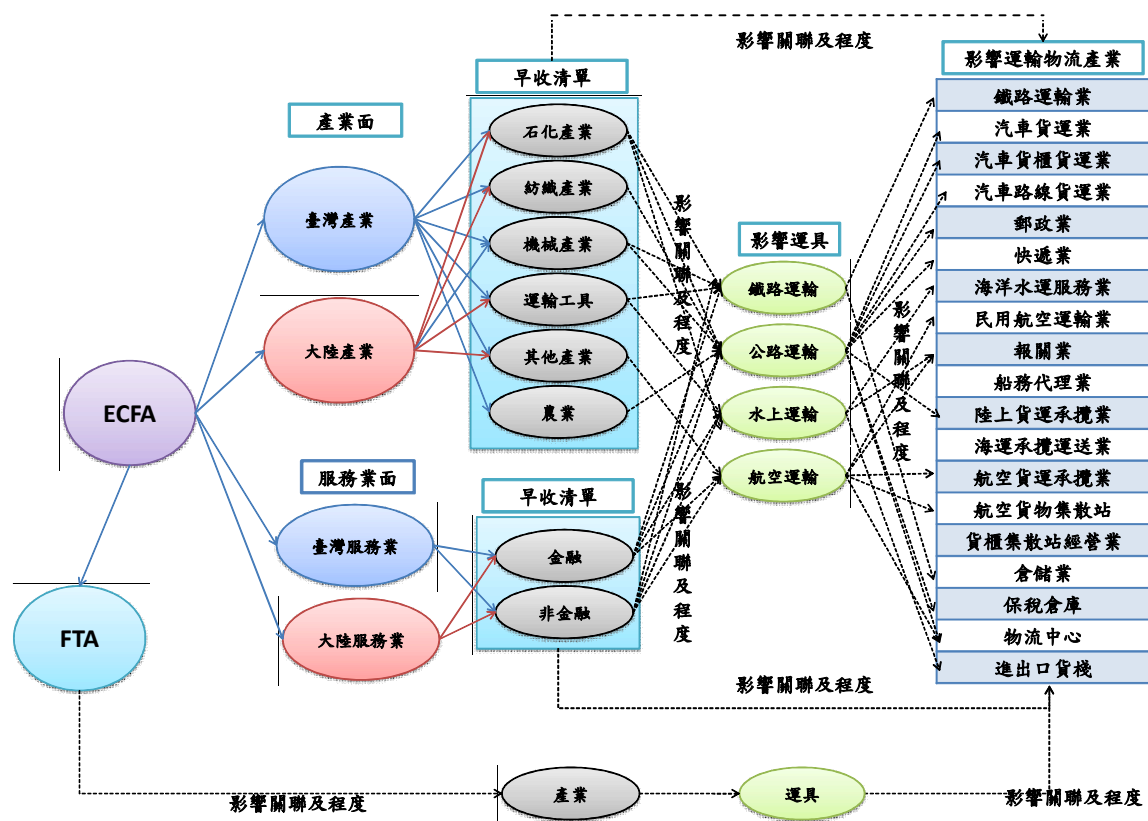 影響關聯及程度
影響運輸物流產業
早收清單
產業面
石化產業
紡織產業
機械產業
運輸工具
其他產業
農業
臺灣產業
大陸產業
ECFA
FTA
服務業面
臺灣服務業
大陸服務業
早收清單
金融
非金融
影響關聯及程度
影響關聯及程度
影響運具
鐵路運輸
公路運輸
水上運輸
航空運輸
影響關聯及程度
鐵路運輸業
汽車貨運業
汽車貨櫃貨運業
汽車路線貨運業
郵政業
快遞業
海洋水運服務業
民用航空運輸業
報關業
船務代理業
陸上貨運承攬業
海運承攬運送業
航空貨運承攬業
航空貨物集散站
貨櫃集散站經營業
倉儲業
保稅倉庫
物流中心
進出口貨棧
影響關聯及程度
影響關聯及程度
產業
運具
影響關聯及程度